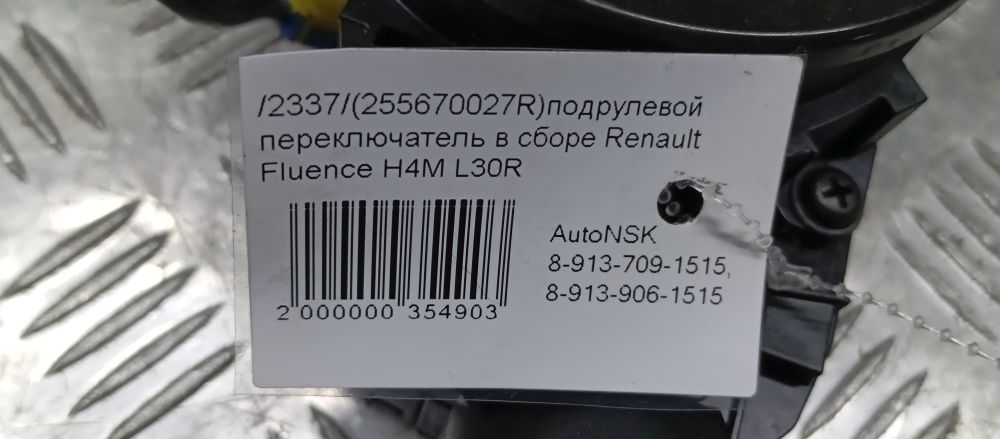 /2337/(255670027R)подрулевой
переключатель в сборе Renault
Fluence H4M L30R
AutoNSK
8-913-709-1515,
8-913-906-1515
2 000000 354903